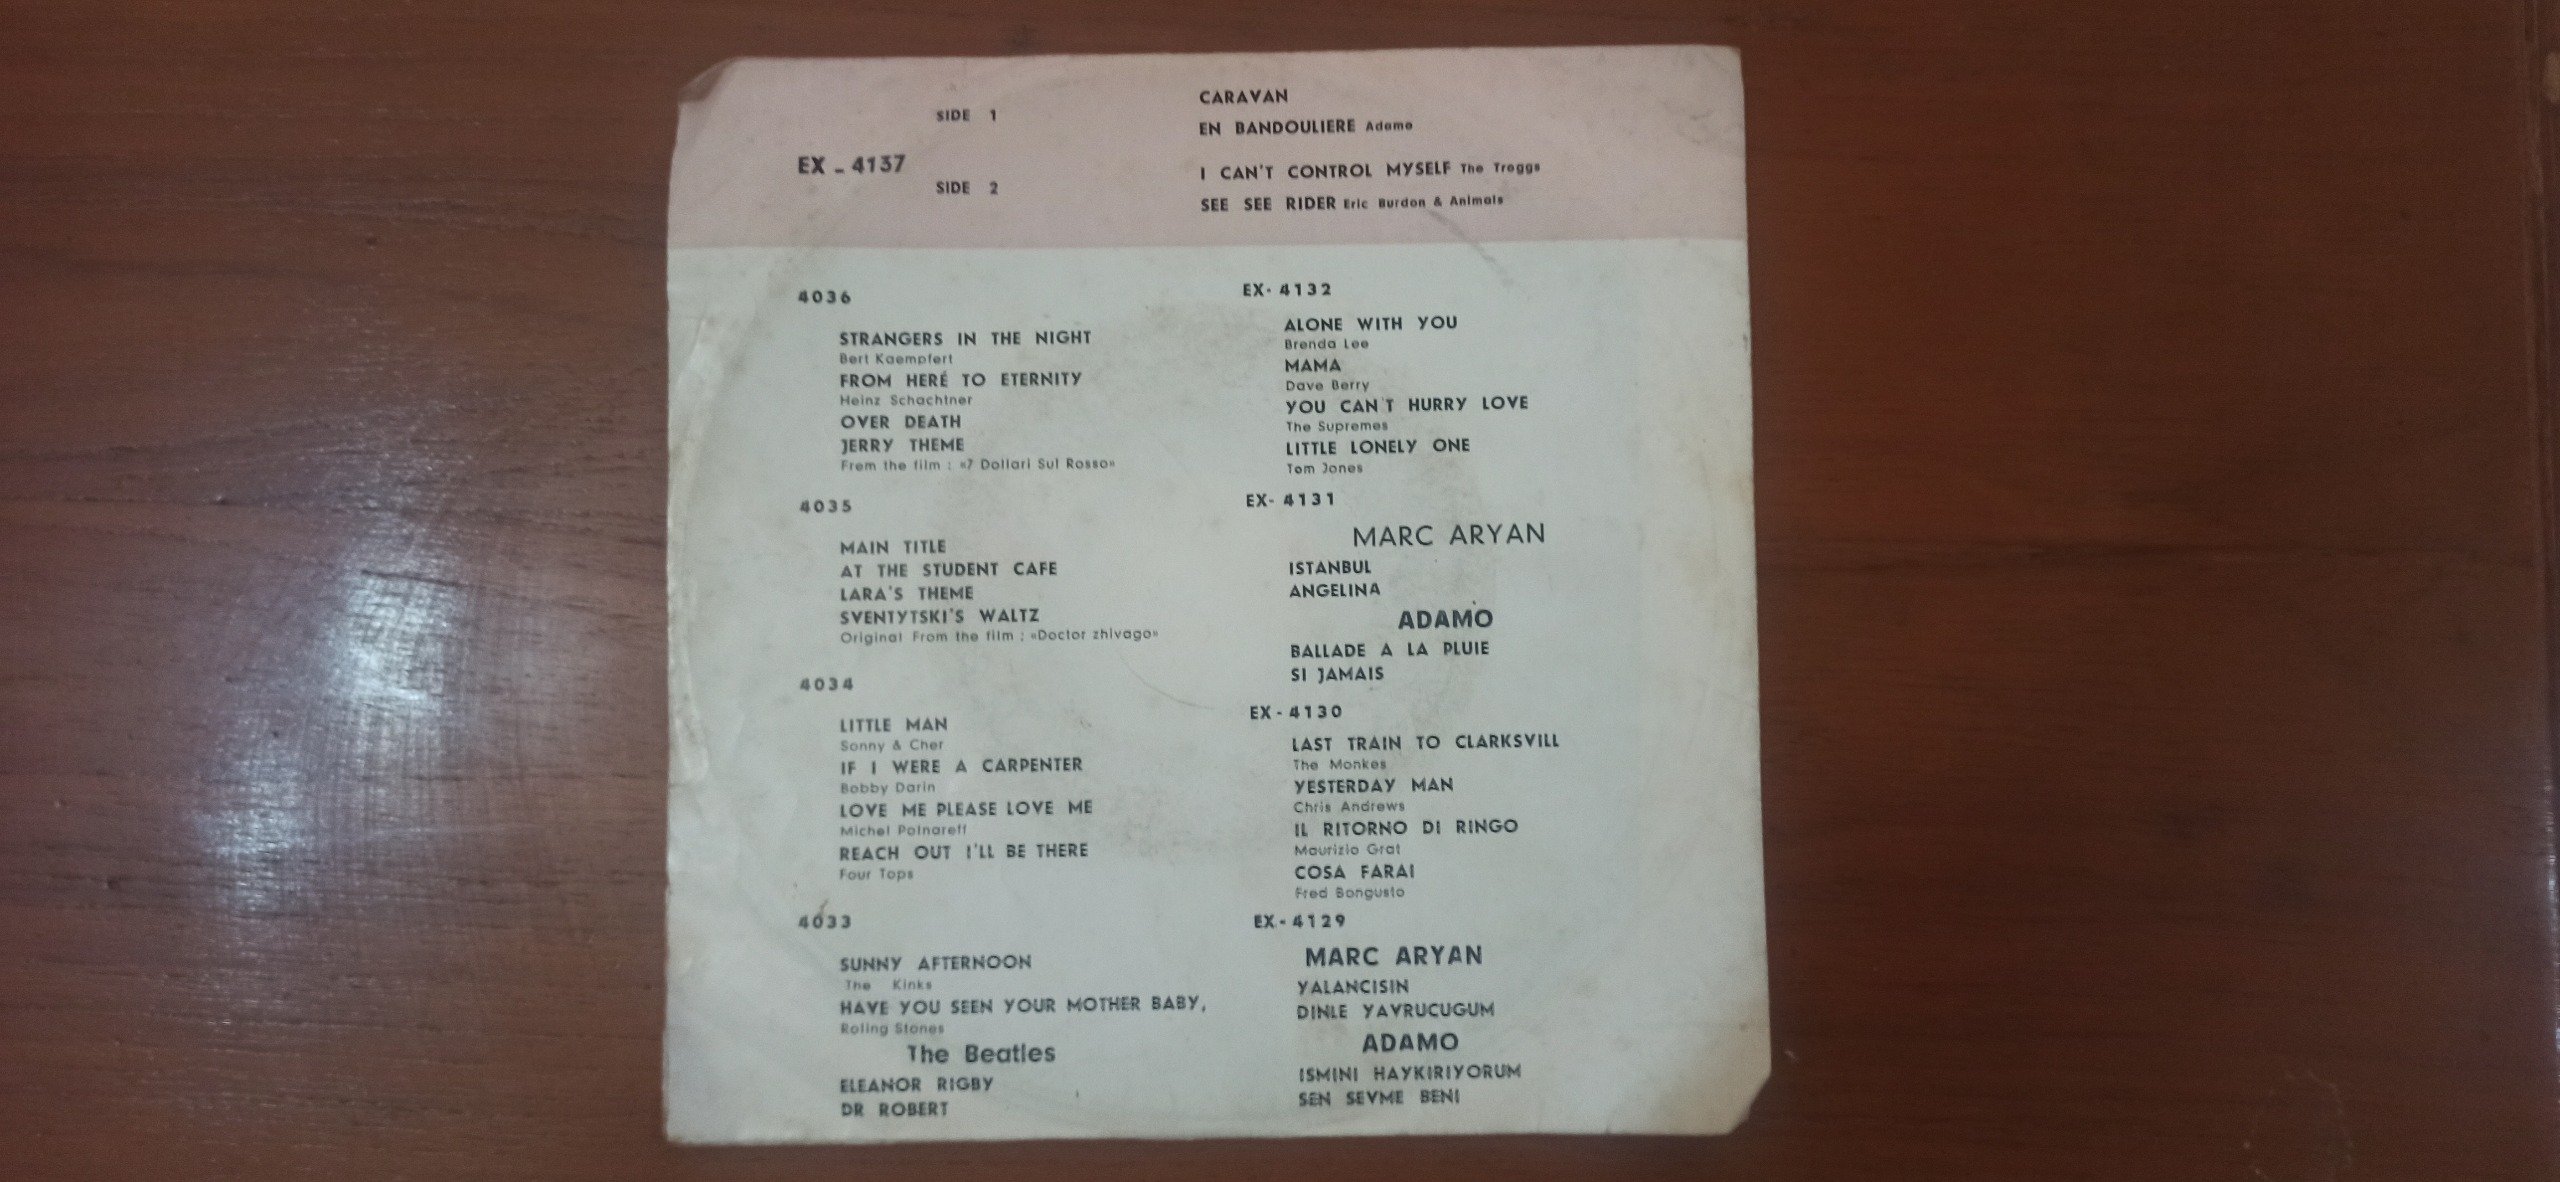 SIDE 1
CARAVAN
EN BANDOULIERE Adamo
EX - 4137
SIDE 2
I CAN'T CONTROL MYSELF The Troggs
SEE SEE RIDER Eric Burdon & Animals
4036
STRANGERS IN THE NIGHT
Bert Kaempfert
FROM HERE TO ETERNITY
Heinz Schachtner
OVER DEATH
JERRY THEME
Frem the film : «7 Dollari Sul Rosso»
4035
MAIN TITLE
AT THE STUDENT CAFE
LARA'S THEME
SVENTYTSKI'S WALTZ
Original From the film : «Doctor zhivago»
4034
LITTLE MAN
Sonny & Cher
IF I WERE A CARPENTER
Bobby Darin
LOVE ME PLEASE LOVE ME
Michel Polnareff
REACH OUT I'LL BE THERE
Four Tops
4033
SUNNY AFTERNOON
The Kinks
HAVE YOU SEEN YOUR MOTHER BABY,
Roling Stones
The Beatles
ELEANOR RIGBY
DR ROBERT
EX- 4132
ALONE WITH YOU
Brenda Lee
MAMA
Dave Berry
YOU CAN'T HURRY LOVE
The Supremes
LITTLE LONELY ONE
Tom Jones
EX- 4131
MARC ARYAN
ISTANBUL
ANGELINA
ADAMO
BALLADE A LA PLUIE
SI JAMAIS
EX - 4130
LAST TRAIN TO CLARKSVILL
The Monkes
YESTERDAY MAN
Chris Andrews
IL RITORNO DI RINGO
Maurizio Grat
COSA FARAI
Fred Bongusto
EX - 4129
MARC ARYAN
YALANCISIN
DINLE YAVRUCUGUM
ADAMO
ISMINI HAYKIRIYORUM
SEN SEVME BENI